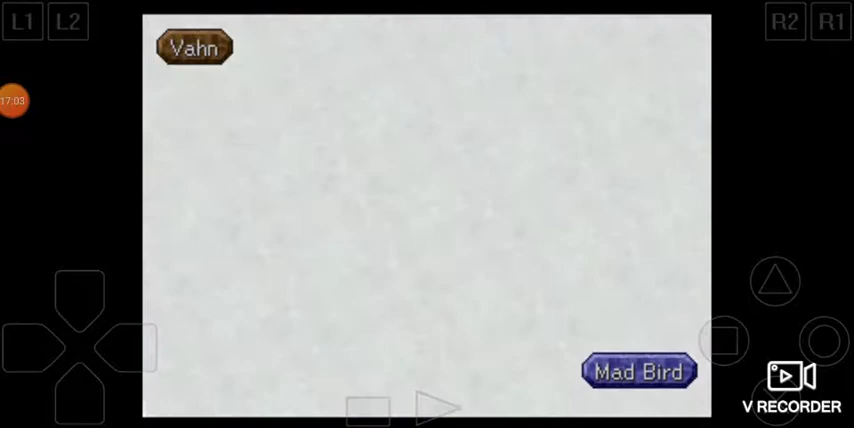 L1 L2 R2 R1
Vahn
17:03
Mad Bird
V RECORDER